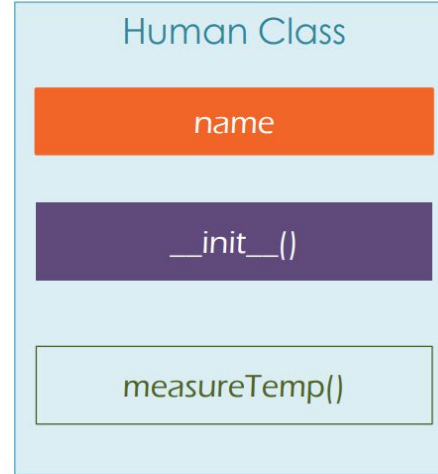 Human Class
name
__init__()
measureTemp()